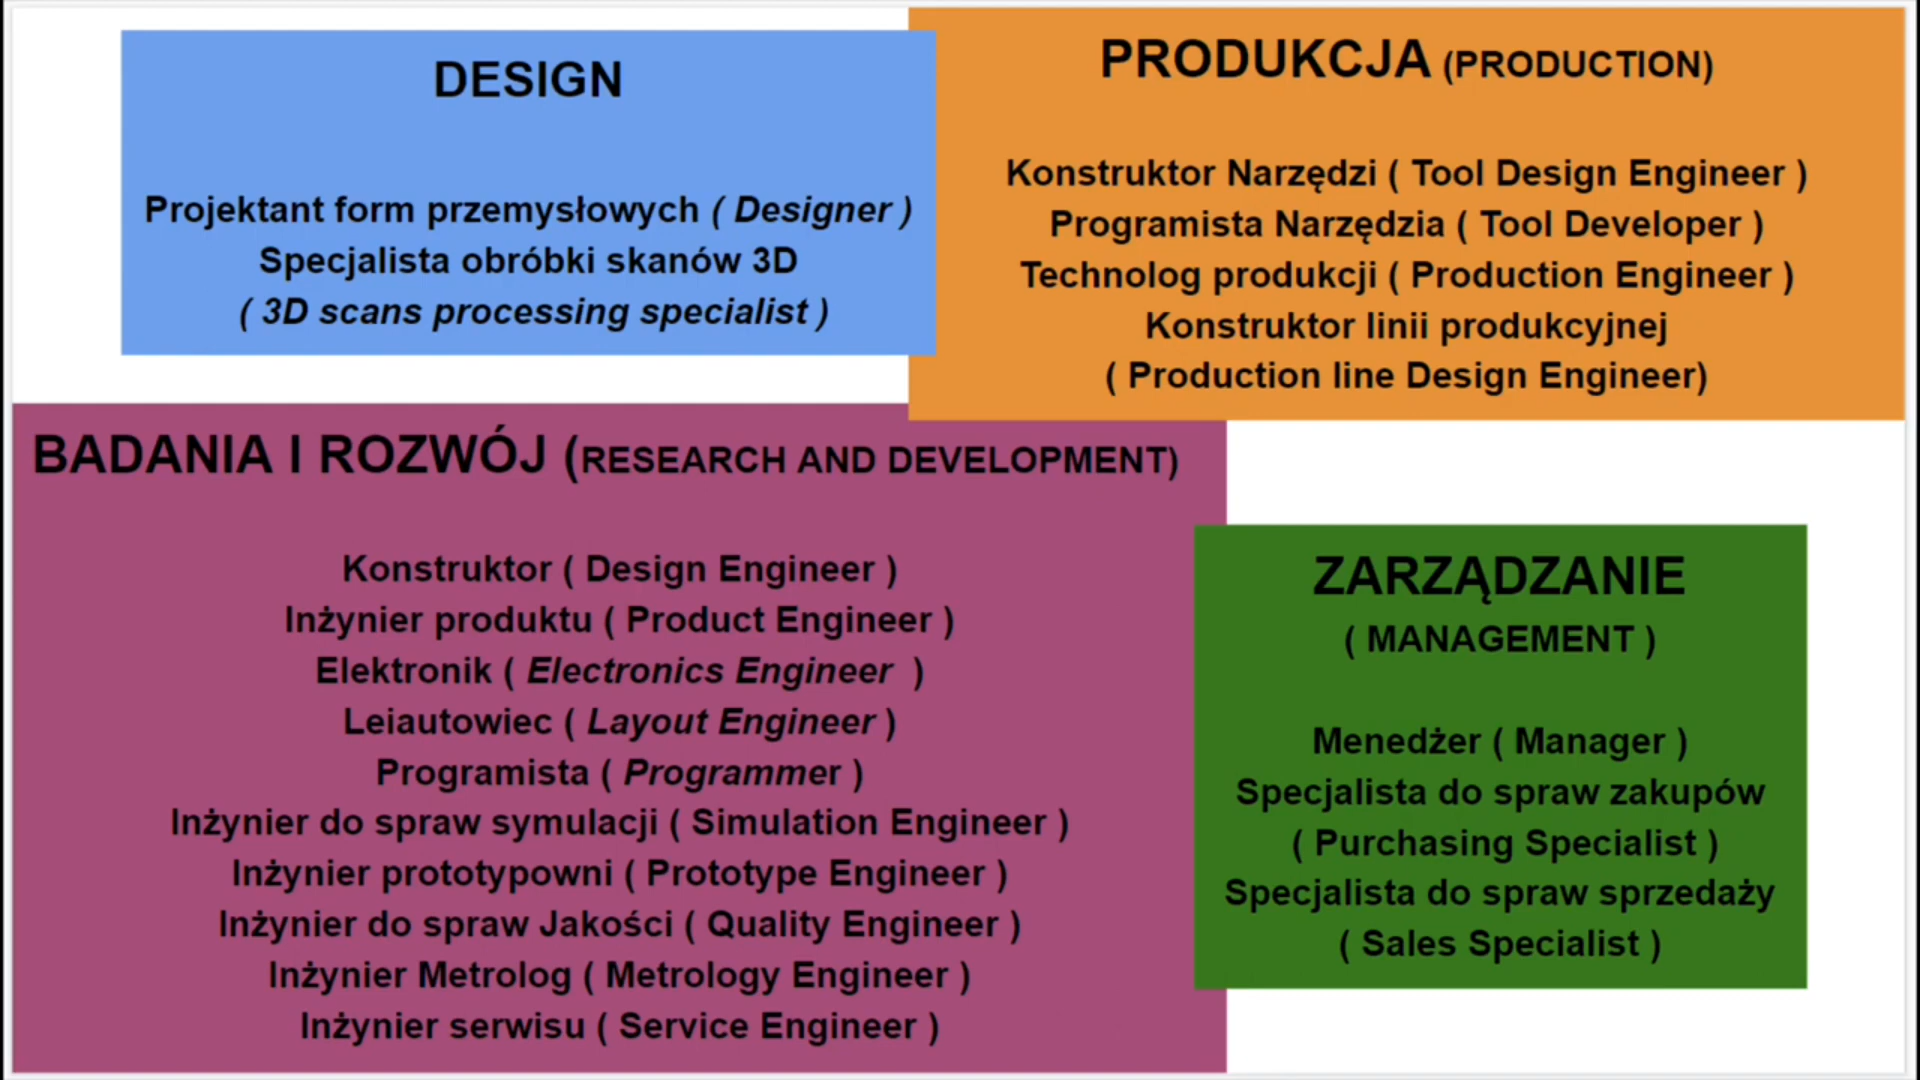 DESIGN
Projektant form przemysłowych ( Designer )
Specjalista obróbki skanów 3D
( 3D scans processing specialist )
PRODUKCJA (PRODUCTION)
Konstruktor Narzędzi ( Tool Design Engineer )
Programista Narzędzia ( Tool Developer )
Technolog produkcji ( Production Engineer )
Konstruktor linii produkcyjnej
( Production line Design Engineer)
BADANIA I ROZWÓJ (RESEARCH AND DEVELOPMENT)
Konstruktor ( Design Engineer )
Inżynier produktu ( Product Engineer )
Elektronik ( Electronics Engineer )
Leiautowiec ( Layout Engineer )
Programista ( Programmer )
Inżynier do spraw symulacji ( Simulation Engineer )
Inżynier prototypowni ( Prototype Engineer )
Inżynier do spraw Jakości ( Quality Engineer )
Inżynier Metrolog ( Metrology Engineer )
Inżynier serwisu ( Service Engineer )
ZARZĄDZANIE
( MANAGEMENT )
Menedżer ( Manager )
Specjalista do spraw zakupów
( Purchasing Specialist )
Specjalista do spraw sprzedaży
( Sales Specialist )